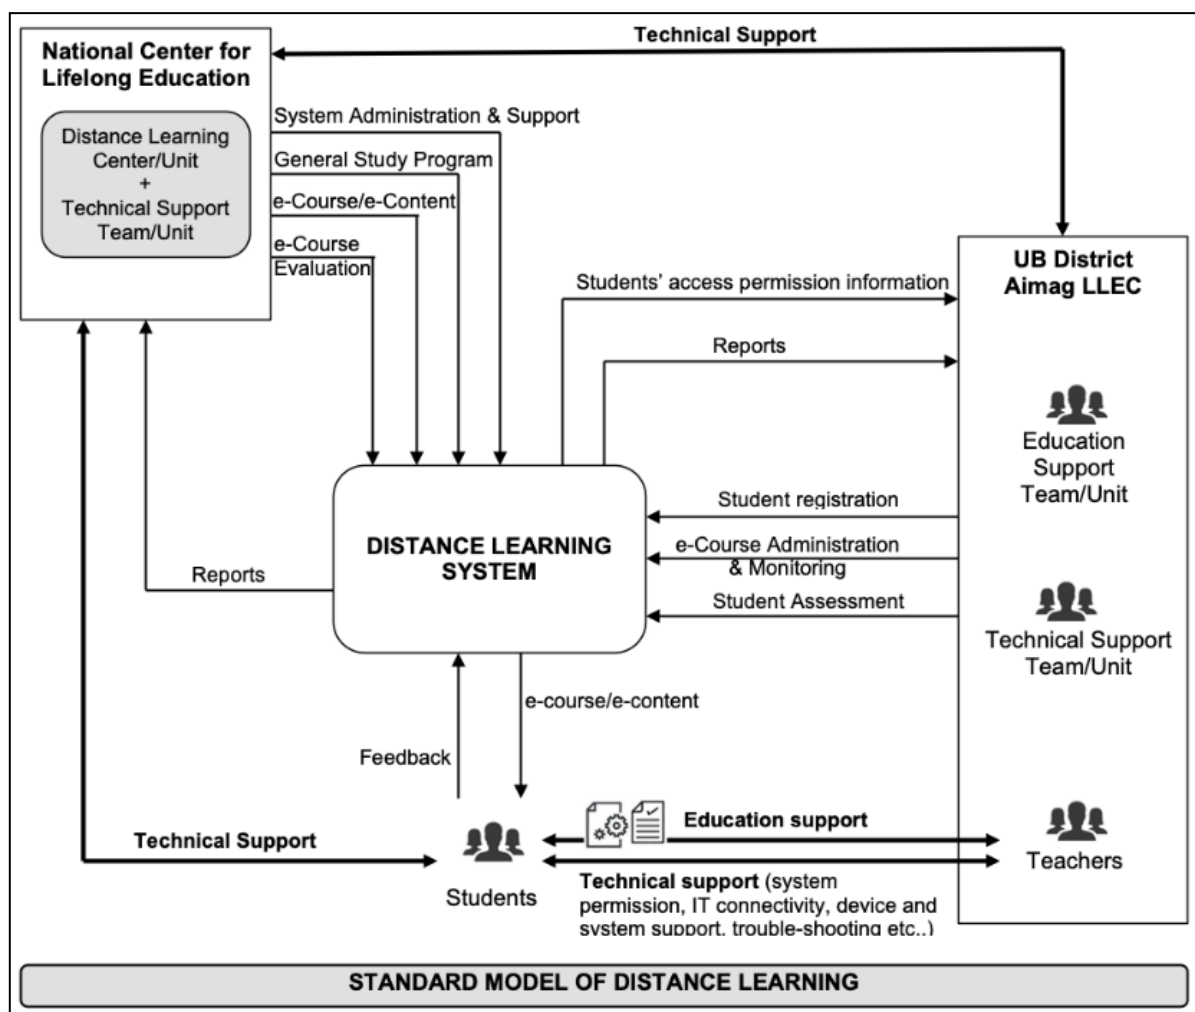 Technical Support
National Center for
Lifelong Education
Distance Learning
Center/Unit
+
Technical Support
Team/Unit
System Administration & Support
General Study Program
e-Course/e-Content
e-Course
Evaluation
UB District
Aimag LLEC
Students' access permission information
Reports
Education
Support
Team/Unit
Student registration
e-Course Administration
& Monitoring
Student Assessment
DISTANCE LEARNING
SYSTEM
Reports
Technical Support
Team/Unit
e-course/e-content
Feedback
Technical Support
Students
Education support
Teachers
Technical support (system
permission, IT connectivity, device and
system support, trouble-shooting etc..)
STANDARD MODEL OF DISTANCE LEARNING